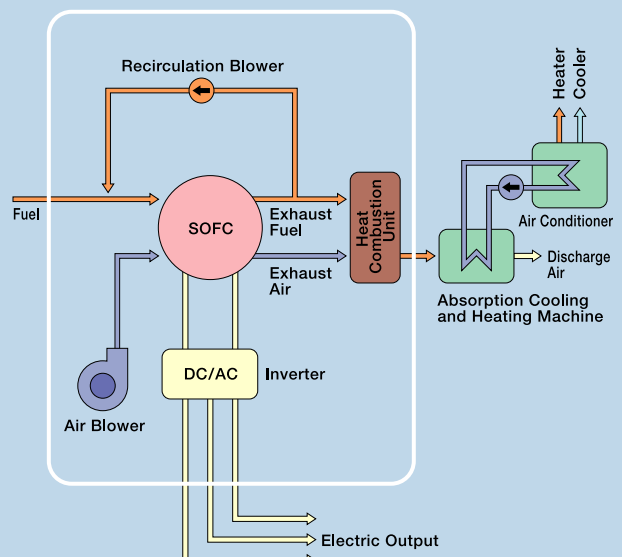 Recirculation Blower
Heater
Cooler
Fuel
SOFC
Exhaust
Fuel
Heat
Combustion
Unit
Air Conditioner
Exhaust
Air
Discharge
Air
Absorption Cooling
and Heating Machine
DC/AC
Inverter
Air Blower
Electric Output